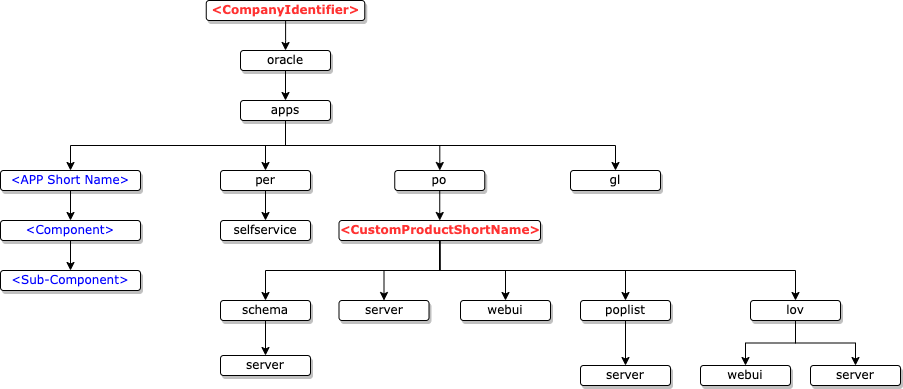 <CompanyIdentifier>
oracle
apps
<APP Short Name>
per
po
gl
<Component>
selfservice
<CustomProductShortName>
<Sub-Component>
schema
server
webui
poplist
lov
server
server
webui
server